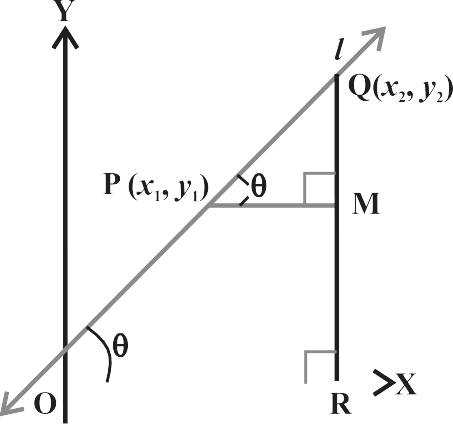 Y
l
Q(x₂, y₂)
P (x₁, y₁)
θ
M
θ
O
R
X